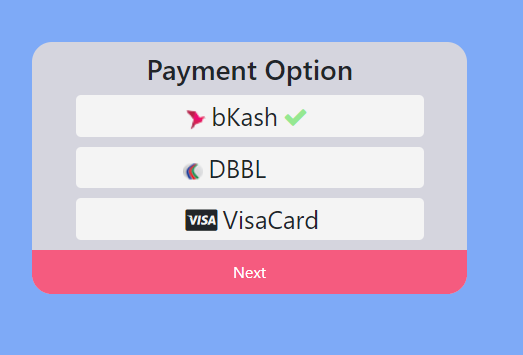 Payment Option
bKash
DBBL
VISA VisaCard
Next